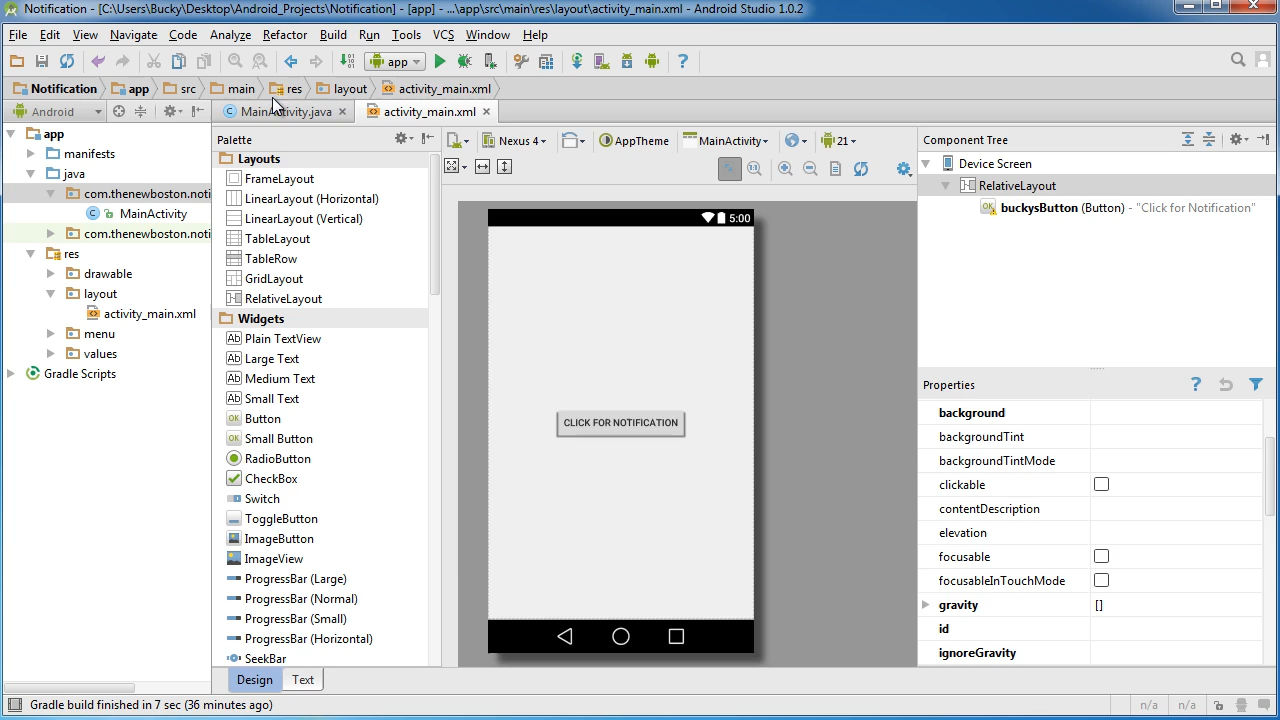 Notification - [C:\Users\Bucky\Desktop\Android_Projects\Notification] - [app] - ...\app\src\main\res\layout\activity_main.xml - Android Studio 1.0.2
File Edit View Navigate Code Analyze Refactor Build Run Tools VCS Window Help
app
Notification app src main res layout activity_main.xml
Android MainActivity.java activity_main.xml
app
manifests
java
com.thenewboston.noti
MainActivity
com.thenewboston.noti
res
drawable
layout
activity_main.xml
menu
values
Gradle Scripts
Palette
Layouts
FrameLayout
LinearLayout (Horizontal)
LinearLayout (Vertical)
TableLayout
TableRow
GridLayout
RelativeLayout
Widgets
Ab Plain TextView
Ab Large Text
Ab Medium Text
Ab Small Text
OK Button
OK Small Button
RadioButton
CheckBox
Switch
ToggleButton
ImageButton
ImageView
ProgressBar (Large)
ProgressBar (Normal)
ProgressBar (Small)
ProgressBar (Horizontal)
SeekBar
Design Text
Nexus 4 AppTheme MainActivity 21
5:00
CLICK FOR NOTIFICATION
Component Tree
Device Screen
RelativeLayout
OK buckysButton (Button) - "Click for Notification"
Properties
background
backgroundTint
backgroundTintMode
clickable
contentDescription
elevation
focusable
focusableInTouchMode
gravity []
id
ignoreGravity
Gradle build finished in 7 sec (36 minutes ago) n/a n/a